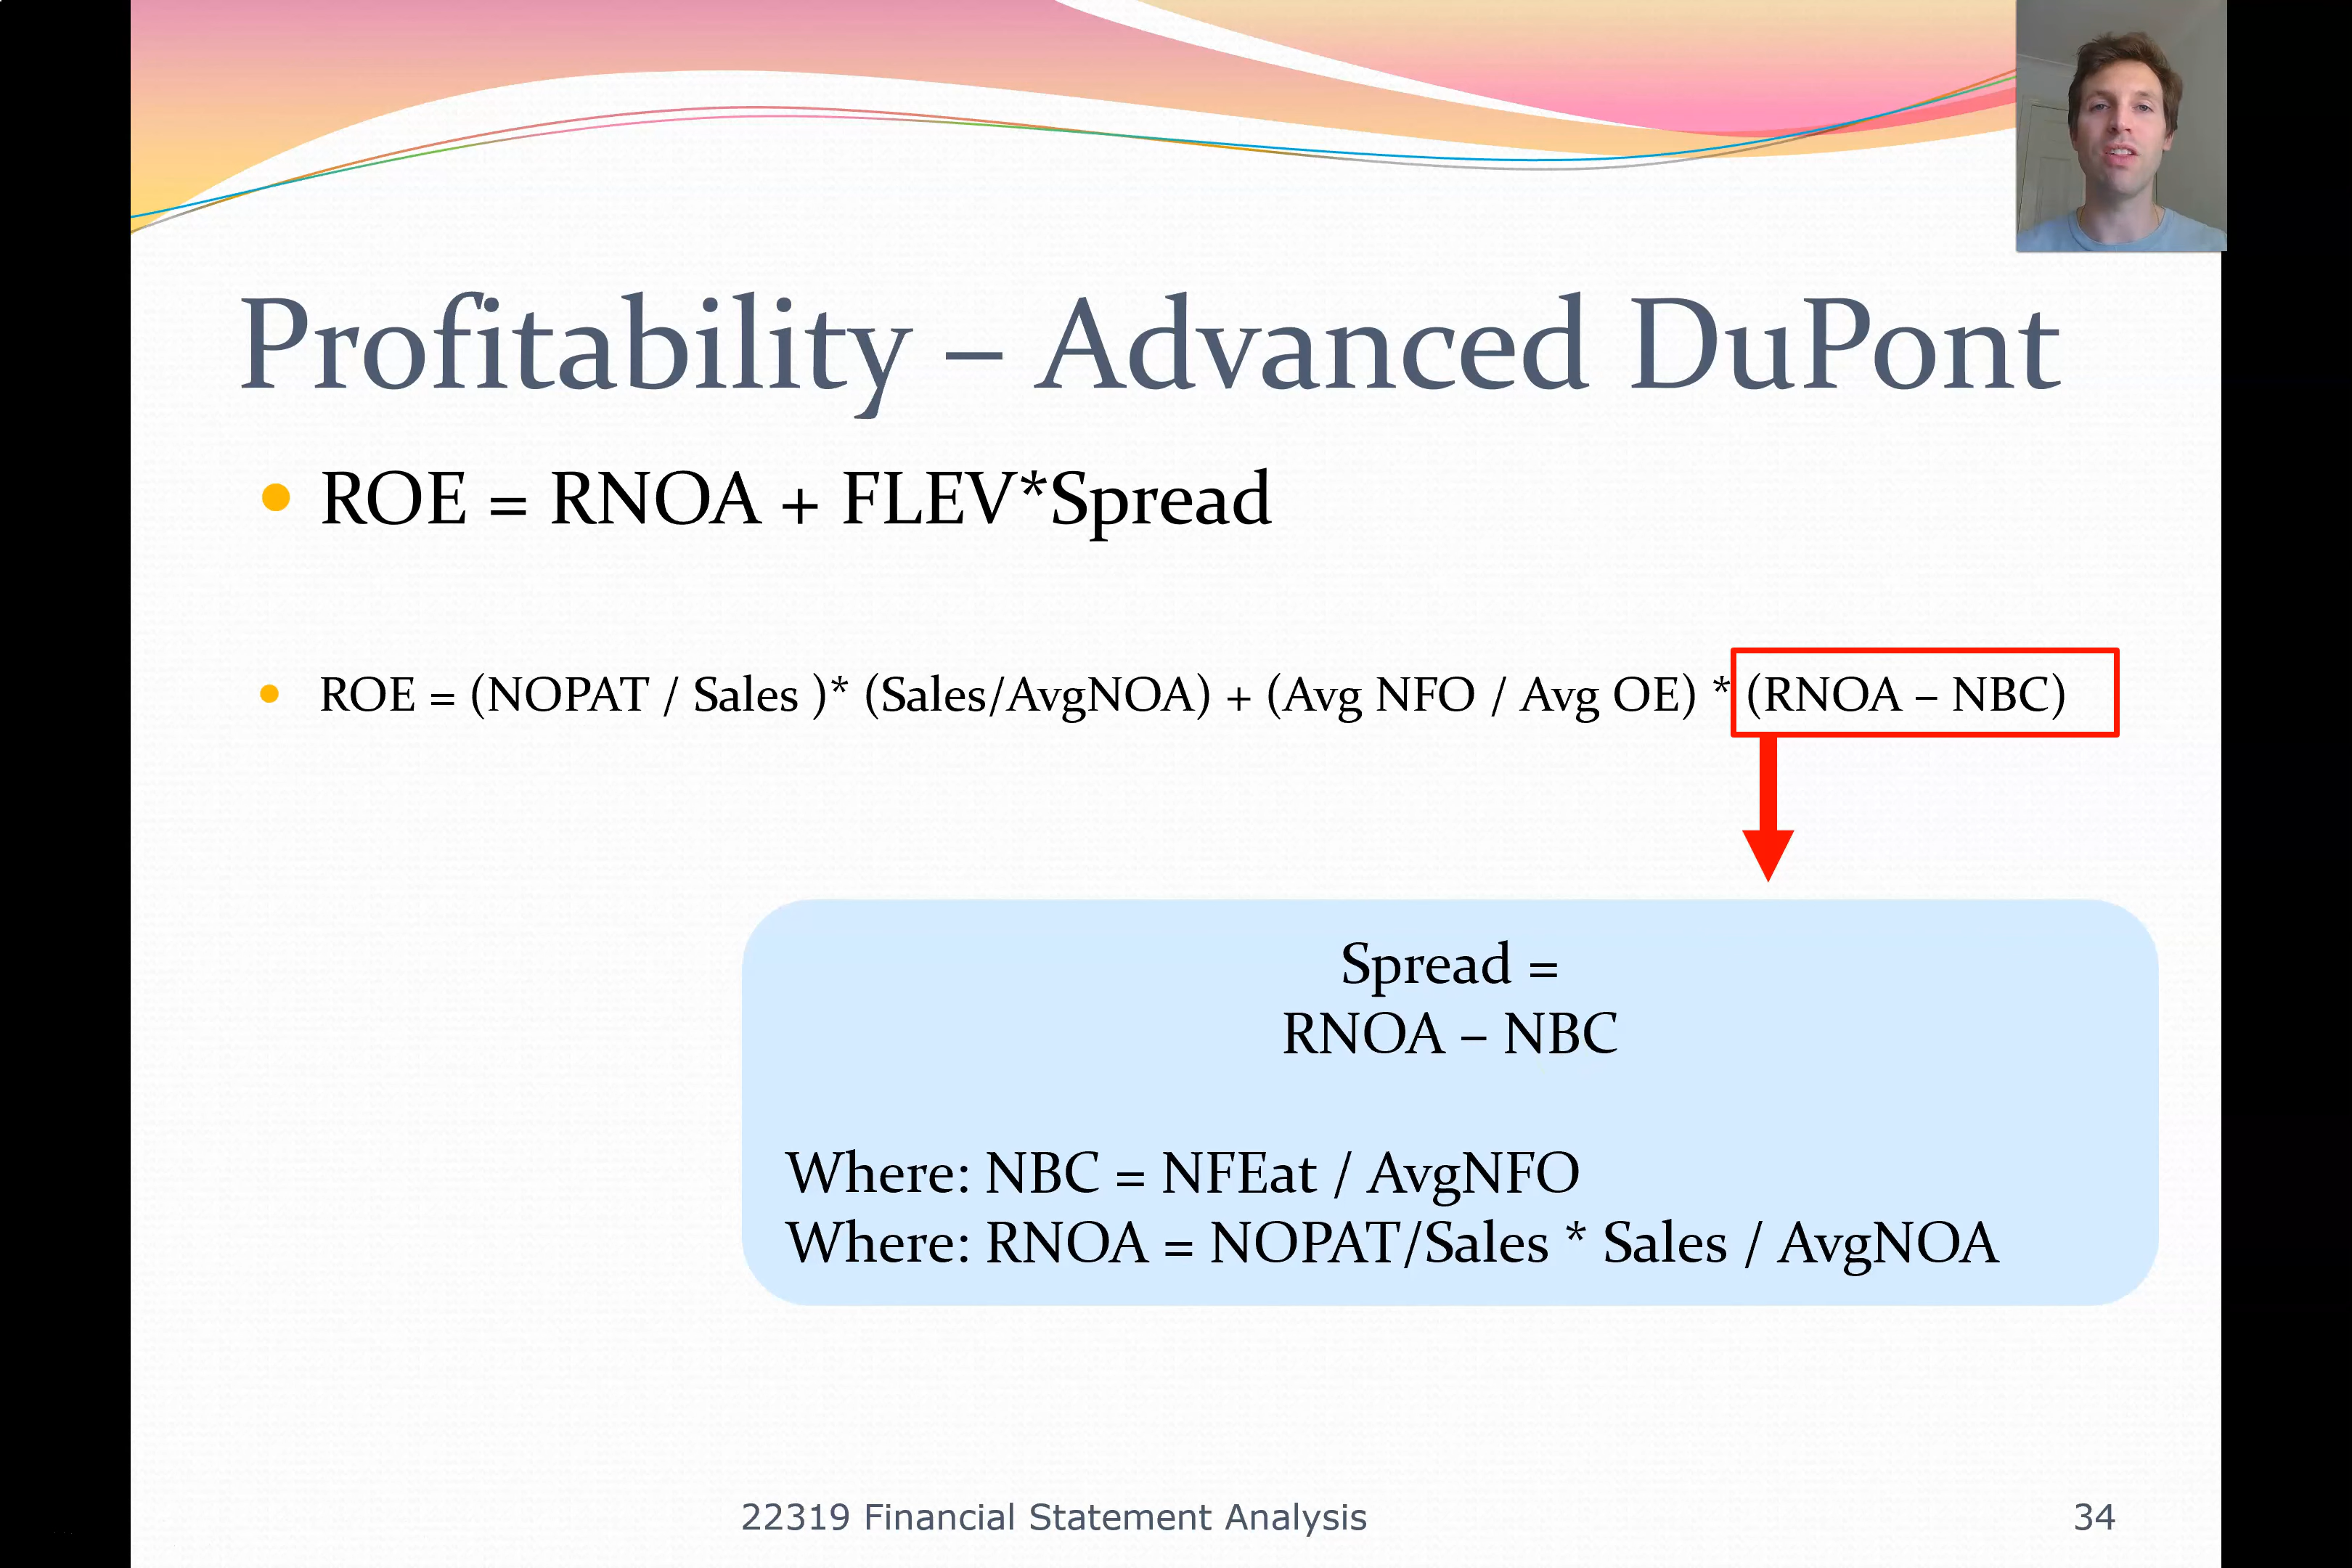 Profitability – Advanced DuPont
ROE = RNOA + FLEV*Spread
ROE = (NOPAT / Sales )* (Sales/AvgNOA) + (Avg NFO / Avg OE) * (RNOA – NBC)
Spread =
RNOA – NBC
Where: NBC = NFEat / AvgNFO
Where: RNOA = NOPAT/Sales * Sales / AvgNOA
22319 Financial Statement Analysis
34